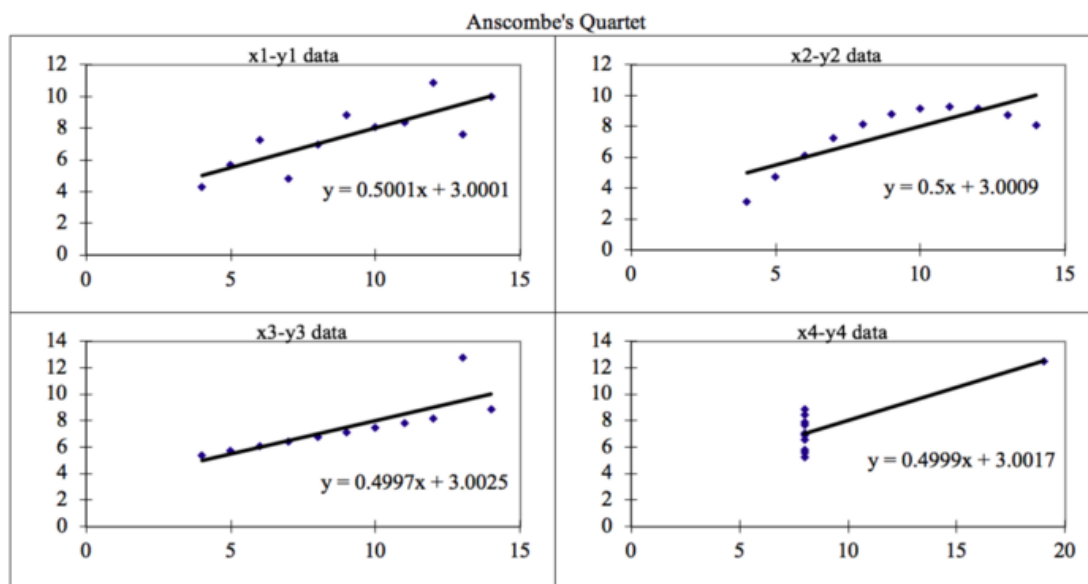 Anscombe's Quartet
x1-y1 data
12
10
8
6
4
2
0
y = 0.5001x + 3.0001
0 5 10 15
x2-y2 data
12
10
8
6
4
2
0
y = 0.5x + 3.0009
0 5 10 15
x3-y3 data
14
12
10
8
6
4
2
0
y = 0.4997x + 3.0025
0 5 10 15
x4-y4 data
14
12
10
8
6
4
2
0
y = 0.4999x + 3.0017
0 5 10 15 20